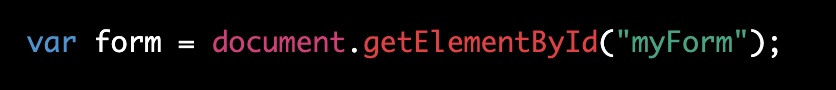 var form = document.getElementById("myForm");